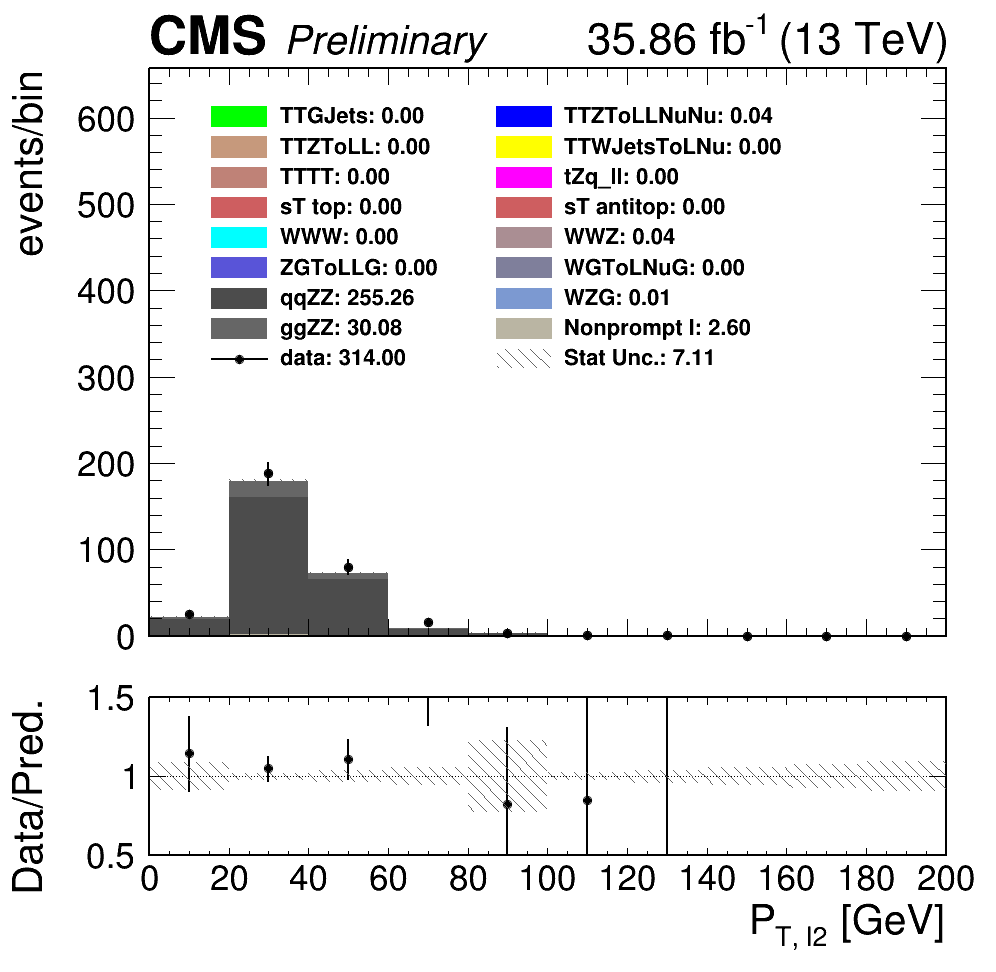 CMS Preliminary 35.86 fb-1 (13 TeV)
events/bin
600
500
400
300
200
100
0
TTGJets: 0.00 TTZToLLNuNu: 0.04
TTZToLL: 0.00 TTWJetsToLNu: 0.00
TTTT: 0.00 tZq_ll: 0.00
sT top: 0.00 sT antitop: 0.00
WWW: 0.00 WWZ: 0.04
ZGToLLG: 0.00 WGToLNuG: 0.00
qqZZ: 255.26 WZG: 0.01
ggZZ: 30.08 Nonprompt l: 2.60
data: 314.00 Stat Unc.: 7.11
Data/Pred.
1.5
1
0.5
0 20 40 60 80 100 120 140 160 180 200
PT, l2 [GeV]